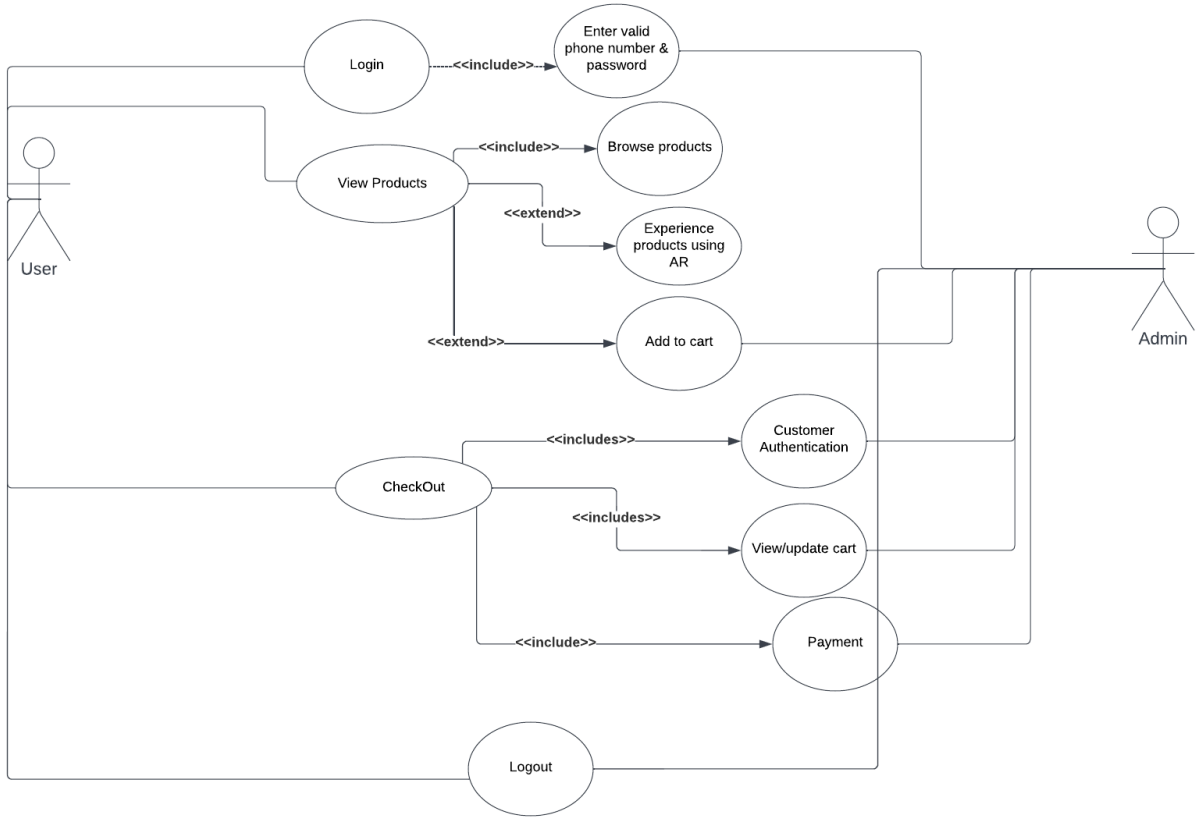 Login
<<include>>
Enter valid
phone number &
password
<<include>>
Browse products
View Products
<<extend>>
Experience
products using
AR
User
Admin
<<extend>>
Add to cart
<<includes>>
Customer
Authentication
CheckOut
<<includes>>
View/update cart
<<include>>
Payment
Logout